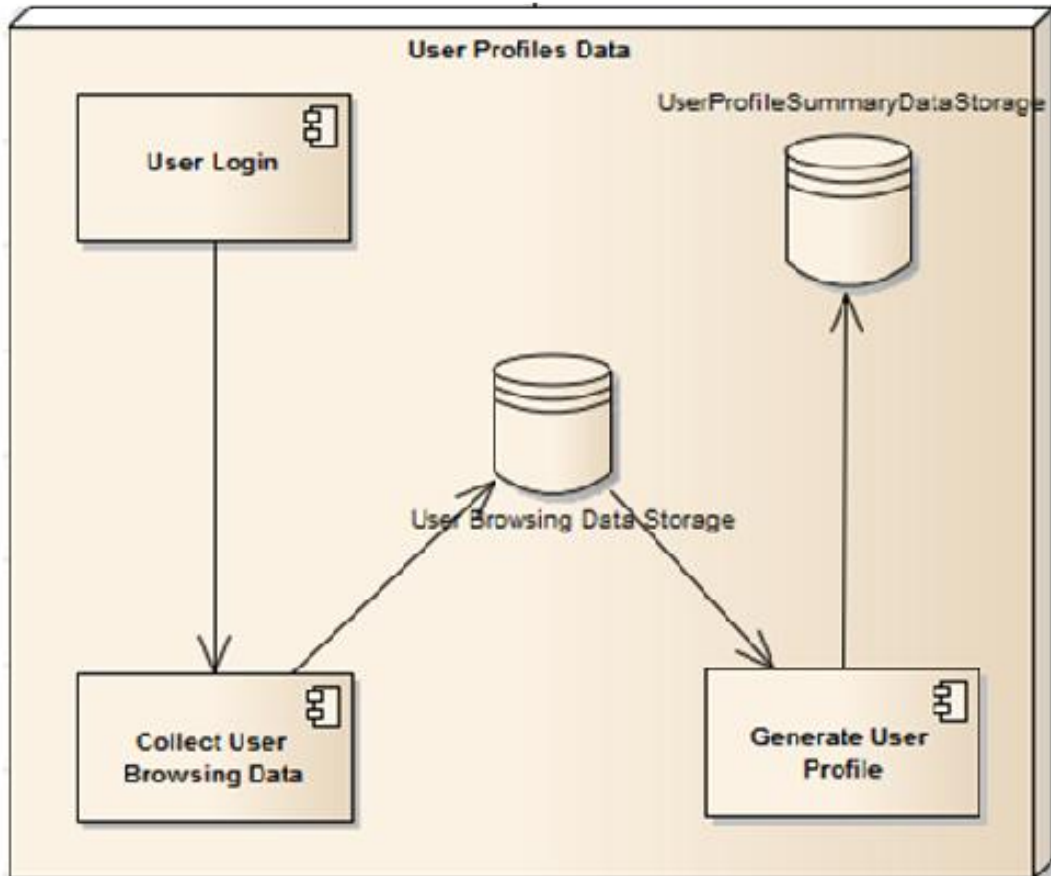 User Profiles Data
User Login
UserProfileSummaryDataStorage
User Browsing Data Storage
Collect User
Browsing Data
Generate User
Profile